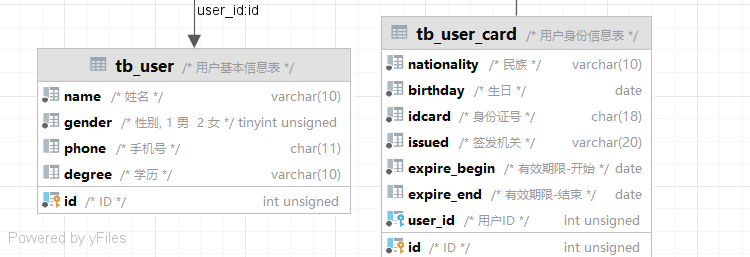 user_id:id
tb_user /* 用户基本信息表 */
name /* 姓名 */ varchar(10)
gender /* 性别, 1 男  2 女 */ tinyint unsigned
phone /* 手机号 */ char(11)
degree /* 学历 */ varchar(10)
id /* ID */ int unsigned
Powered by yFiles
tb_user_card /* 用户身份信息表 */
nationality /* 民族 */ varchar(10)
birthday /* 生日 */ date
idcard /* 身份证号 */ char(18)
issued /* 签发机关 */ varchar(20)
expire_begin /* 有效期限-开始 */ date
expire_end /* 有效期限-结束 */ date
user_id /* 用户ID */ int unsigned
id /* ID */ int unsigned